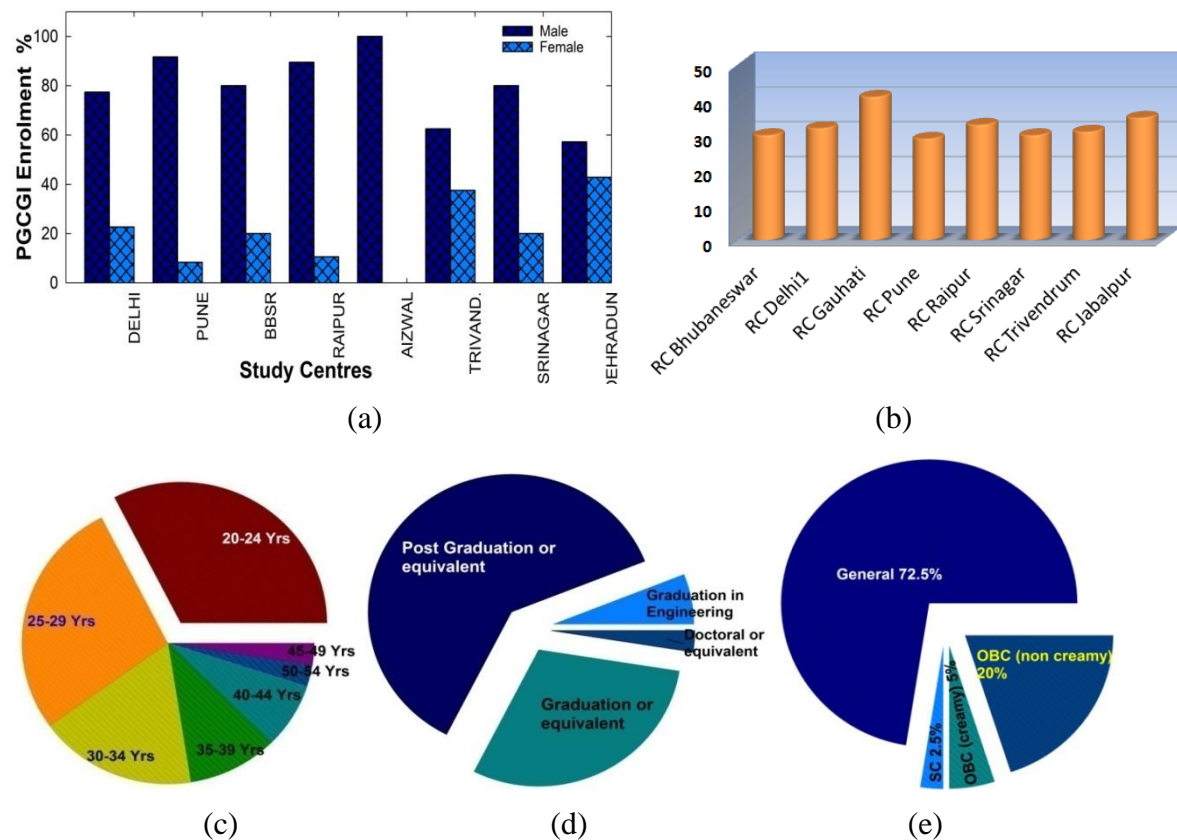 100
80
60
40
20
0
PGCGI Enrolment %
Male
Female
DELHI
PUNE
BBSR
RAIPUR
AIZWAL
TRIVAND.
SRINAGAR
DEHRADUN
Study Centres
(a)
50
40
30
20
10
0
RC Bhubaneswar
RC Delhi1
RC Gauhati
RC Pune
RC Raipur
RC Srinagar
RC Trivendrum
RC Jabalpur
(b)
20-24 Yrs
25-29 Yrs
45-49 Yrs
50-54 Yrs
40-44 Yrs
35-39 Yrs
30-34 Yrs
(c)
Post Graduation or
equivalent
Graduation in
Engineering
Doctoral or
equivalent
Graduation or
equivalent
(d)
General 72.5%
OBC (non creamy)
20%
OBC (creamy) 5%
SC 2.5%
(e)